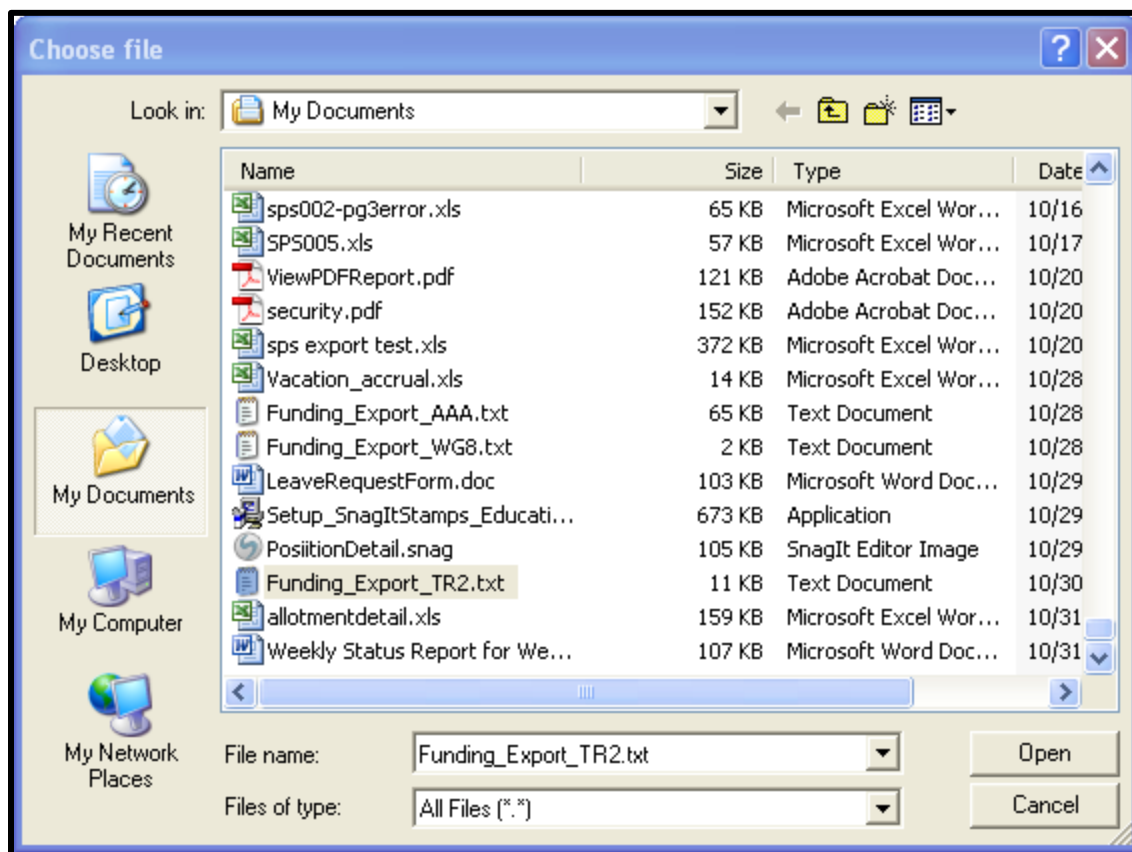 Choose file
Look in: My Documents
Name Size Type Date
sps002-pg3error.xls 65 KB Microsoft Excel Wor... 10/16
SPS005.xls 57 KB Microsoft Excel Wor... 10/17
ViewPDFReport.pdf 121 KB Adobe Acrobat Doc... 10/20
security.pdf 152 KB Adobe Acrobat Doc... 10/20
sps export test.xls 372 KB Microsoft Excel Wor... 10/20
Vacation_accrual.xls 14 KB Microsoft Excel Wor... 10/28
Funding_Export_AAA.txt 65 KB Text Document 10/28
Funding_Export_WG8.txt 2 KB Text Document 10/28
LeaveRequestForm.doc 103 KB Microsoft Word Doc... 10/29
Setup_SnagItStamps_Educati... 673 KB Application 10/29
PosiitionDetail.snag 105 KB SnagIt Editor Image 10/29
Funding_Export_TR2.txt 11 KB Text Document 10/30
allotmentdetail.xls 159 KB Microsoft Excel Wor... 10/31
Weekly Status Report for We... 107 KB Microsoft Word Doc... 10/31
My Recent
Documents
Desktop
My Documents
My Computer
My Network
Places
File name: Funding_Export_TR2.txt Open
Files of type: All Files (*.*) Cancel